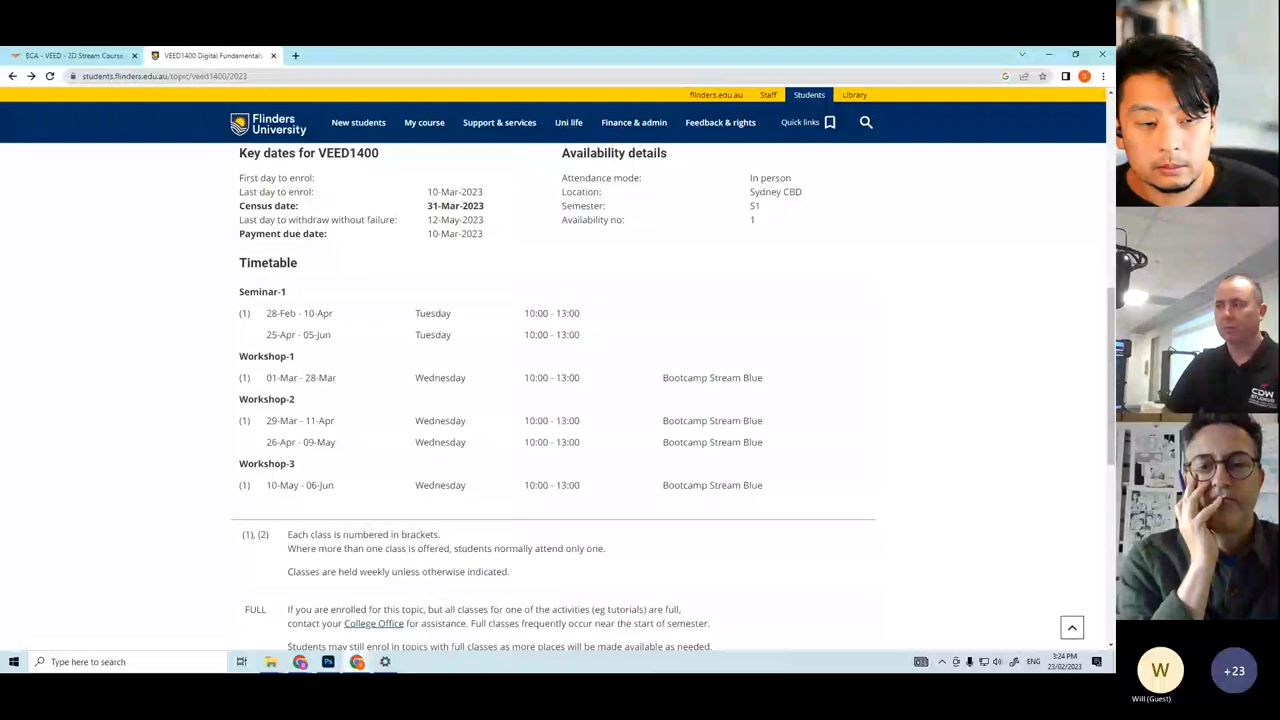 BCA - VEED - 2D Stream Cours
VEED1400 Digital Fundamentals
students.flinders.edu.au/topic/veed1400/2023
flinders.edu.au Staff Students Library
Flinders University
New students My course Support & services Uni life Finance & admin Feedback & rights Quick links
Key dates for VEED1400
First day to enrol:
Last day to enrol: 10-Mar-2023
Census date: 31-Mar-2023
Last day to withdraw without failure: 12-May-2023
Payment due date: 10-Mar-2023
Availability details
Attendance mode: In person
Location: Sydney CBD
Semester: S1
Availability no: 1
Timetable
Seminar-1
(1) 28-Feb - 10-Apr Tuesday 10:00 - 13:00
25-Apr - 05-Jun Tuesday 10:00 - 13:00
Workshop-1
(1) 01-Mar - 28-Mar Wednesday 10:00 - 13:00 Bootcamp Stream Blue
Workshop-2
(1) 29-Mar - 11-Apr Wednesday 10:00 - 13:00 Bootcamp Stream Blue
26-Apr - 09-May Wednesday 10:00 - 13:00 Bootcamp Stream Blue
Workshop-3
(1) 10-May - 06-Jun Wednesday 10:00 - 13:00 Bootcamp Stream Blue
(1), (2) Each class is numbered in brackets.
Where more than one class is offered, students normally attend only one.
Classes are held weekly unless otherwise indicated.
FULL If you are enrolled for this topic, but all classes for one of the activities (eg tutorials) are full,
contact your College Office for assistance. Full classes frequently occur near the start of semester.
Students may still enrol in topics with full classes as more places will be made available as needed.
Type here to search
Ps
ENG
3:24 PM
23/02/2023
S
CDW
STUDIOS
W
Will (Guest)
+23